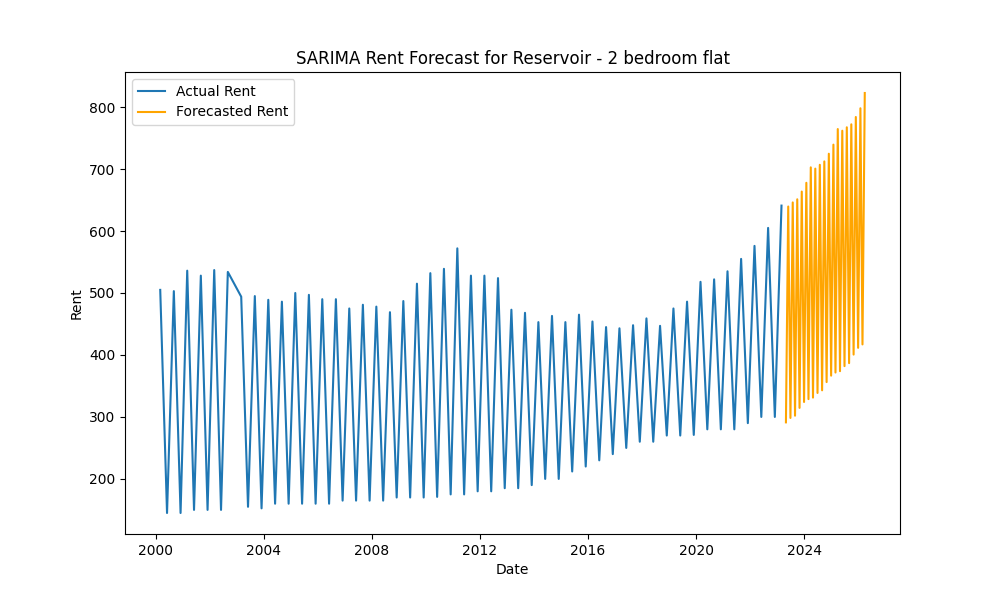 SARIMA Rent Forecast for Reservoir - 2 bedroom flat
Actual Rent
Forecasted Rent
800
700
600
500
400
300
200
Rent
2000 2004 2008 2012 2016 2020 2024
Date